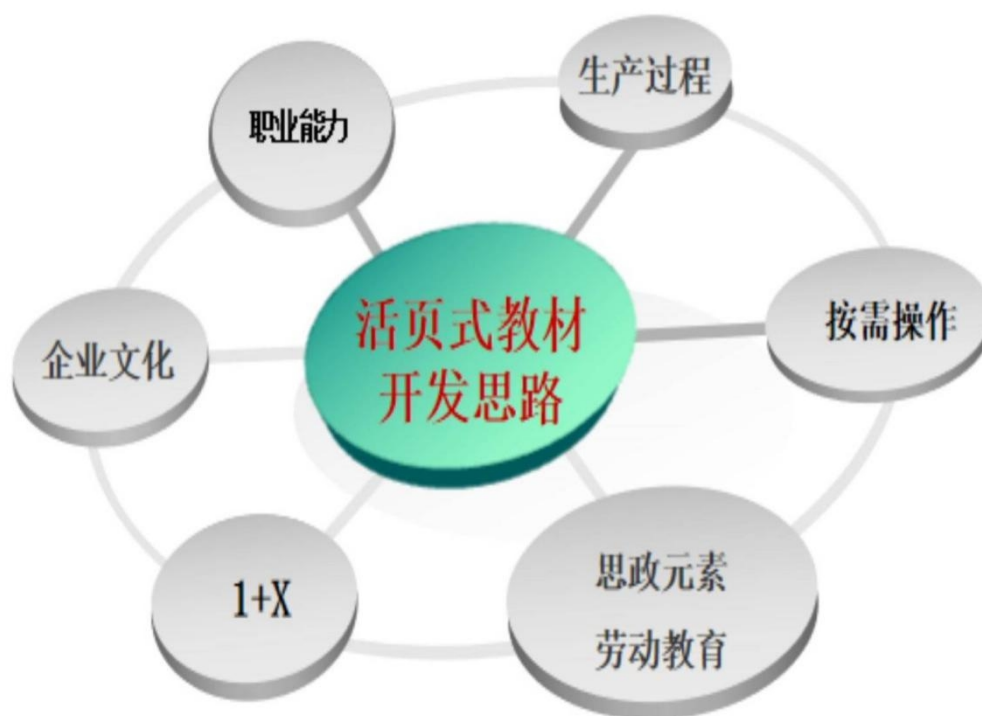 生产过程
职业能力
活页式教材
开发思路
按需操作
企业文化
1+X
思政元素
劳动教育